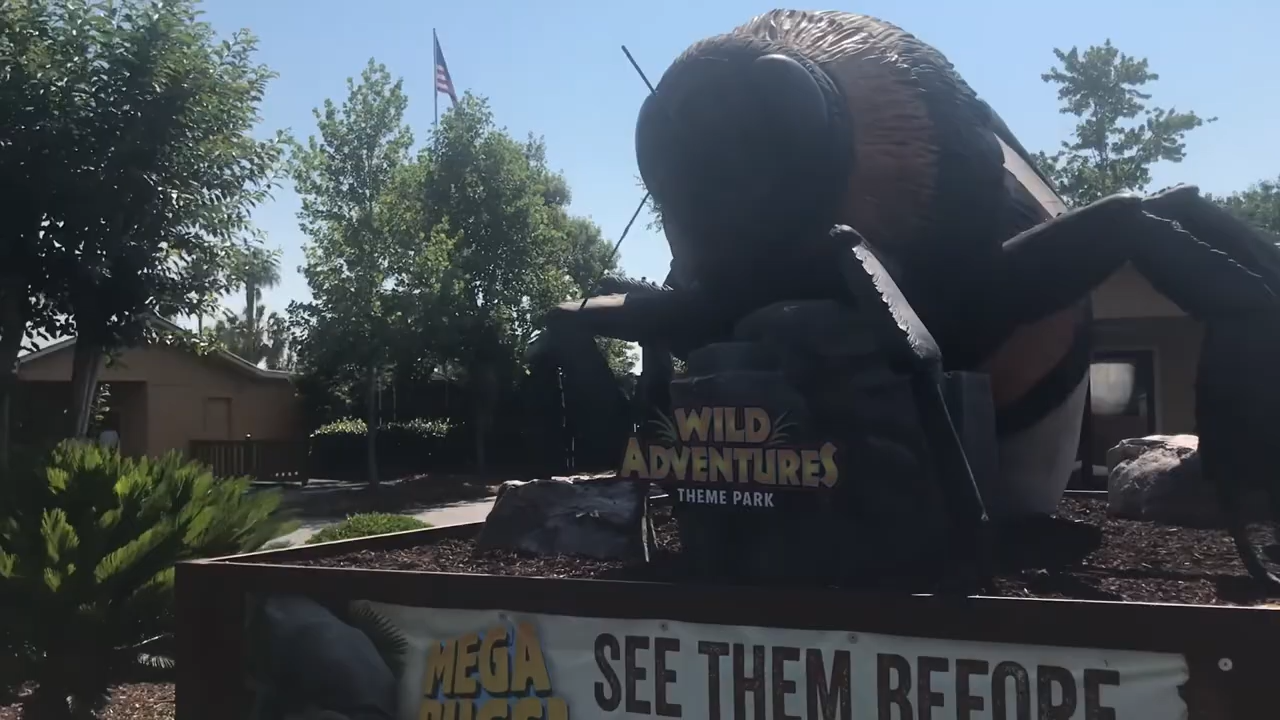 WILD
ADVENTURES
THEME PARK
MEGA
SEE THEM BEFORE